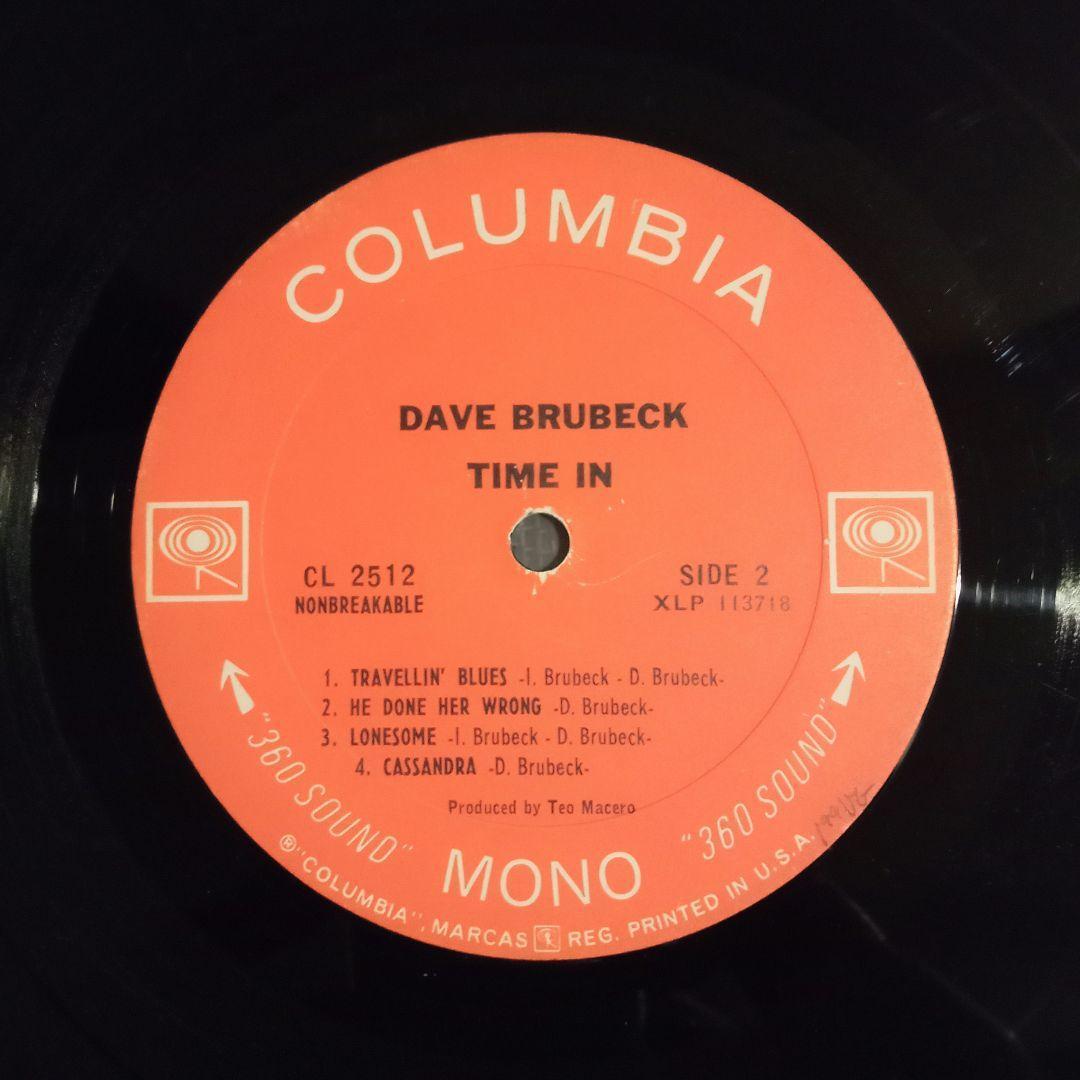 COLUMBIA
DAVE BRUBECK
TIME IN
CL 2512
NONBREAKABLE
SIDE 2
XLP 113718
1. TRAVELLIN' BLUES -I. Brubeck - D. Brubeck-
2. HE DONE HER WRONG -D. Brubeck-
3. LONESOME -I. Brubeck - D. Brubeck-
4. CASSANDRA -D. Brubeck-
Produced by Teo Macero
"360 SOUND"
MONO
"360 SOUND"
®"COLUMBIA", MARCAS REG. PRINTED IN U.S.A.